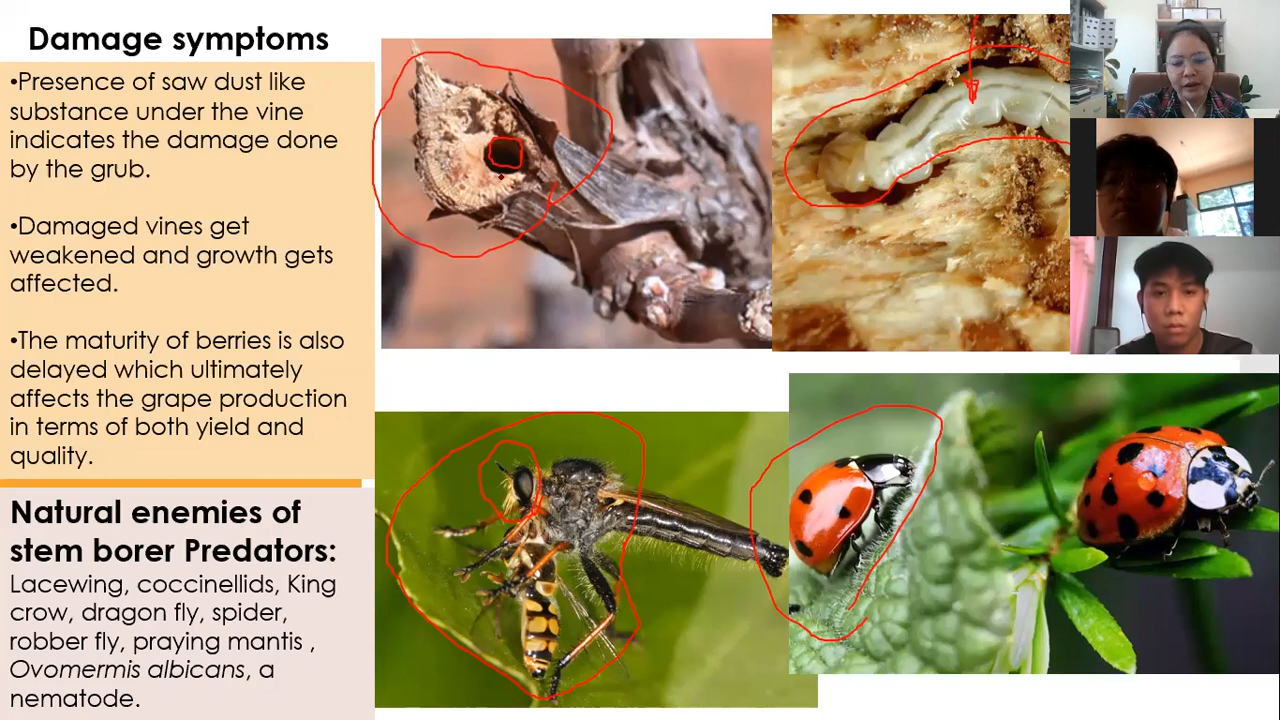 Damage symptoms
•Presence of saw dust like
substance under the vine
indicates the damage done
by the grub.
•Damaged vines get
weakened and growth gets
affected.
•The maturity of berries is also
delayed which ultimately
affects the grape production
in terms of both yield and
quality.
Natural enemies of
stem borer Predators:
Lacewing, coccinellids, King
crow, dragon fly, spider,
robber fly, praying mantis ,
Ovomermis albicans, a
nematode.